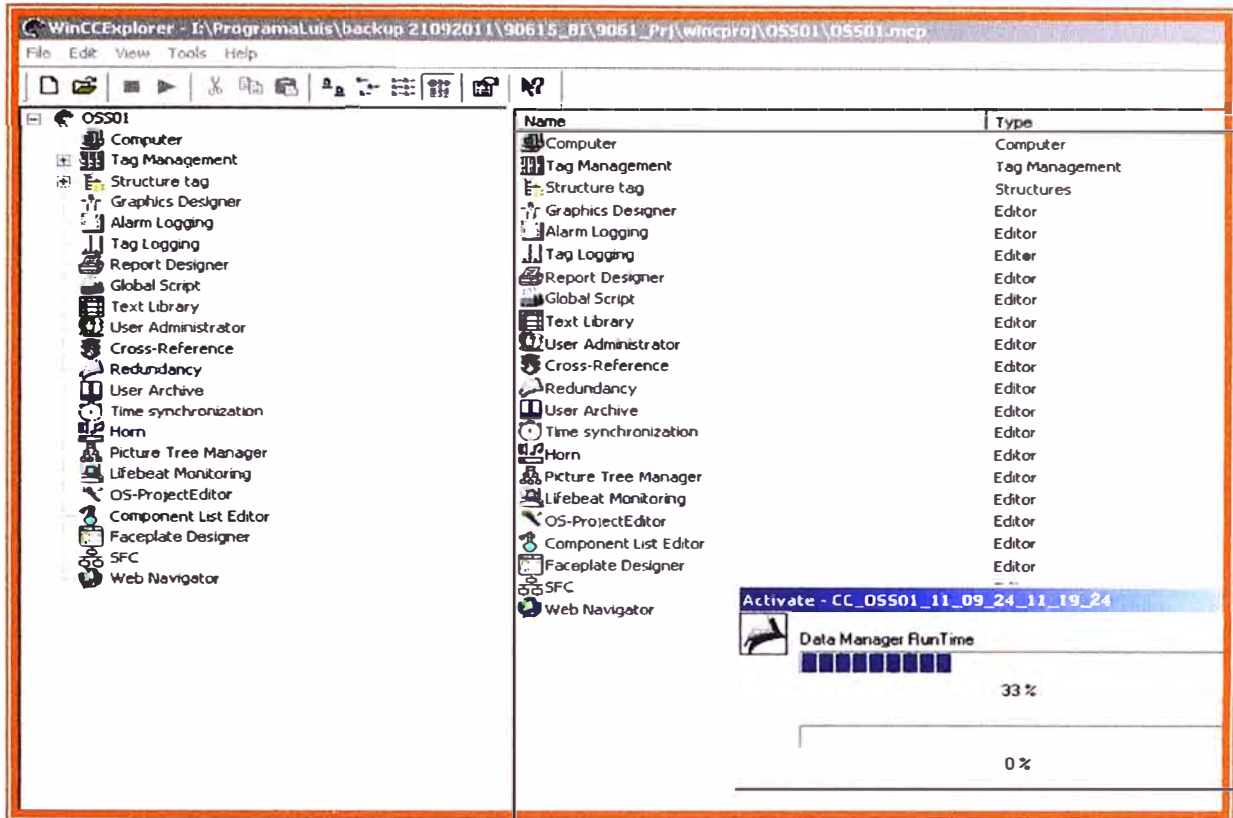 WinCCExplorer - I:\ProgramaLuis\backup 21092011\90615_BI\9061_Prj\wincproj\OSS01\OSS01.mcp
File Edit View Tools Help
OSS01
Computer
Tag Management
Structure tag
Graphics Designer
Alarm Logging
Tag Logging
Report Designer
Global Script
Text Library
User Administrator
Cross-Reference
Redundancy
User Archive
Time synchronization
Horn
Picture Tree Manager
Lifebeat Monitoring
OS-ProjectEditor
Component List Editor
Faceplate Designer
SFC
Web Navigator
Name Type
Computer Computer
Tag Management Tag Management
Structure tag Structures
Graphics Designer Editor
Alarm Logging Editor
Tag Logging Editor
Report Designer Editor
Global Script Editor
Text Library Editor
User Administrator Editor
Cross-Reference Editor
Redundancy Editor
User Archive Editor
Time synchronization Editor
Horn Editor
Picture Tree Manager Editor
Lifebeat Monitoring Editor
OS-ProjectEditor Editor
Component List Editor Editor
Faceplate Designer Editor
SFC
Web Navigator
Activate - CC_OSS01_11_09_24_11_19_24
Data Manager RunTime
33 %
0 %